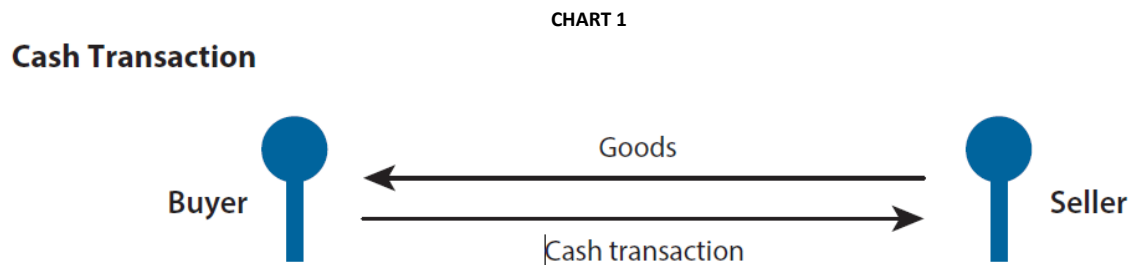 CHART 1
Cash Transaction
Goods
Buyer
Seller
Cash transaction